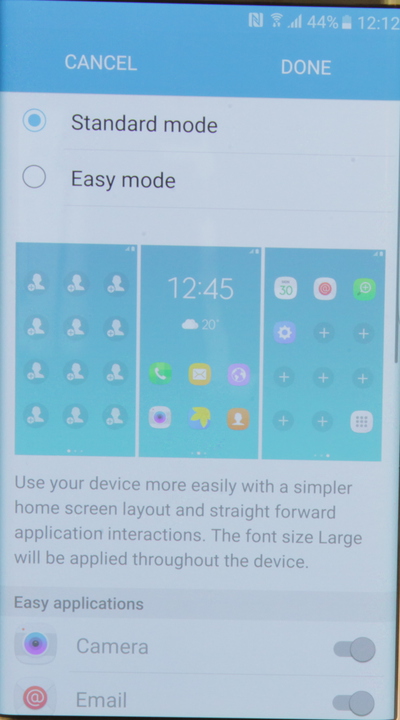 44% 12:12
CANCEL DONE
Standard mode
Easy mode
12:45
20°
30
Use your device more easily with a simpler
home screen layout and straight forward
application interactions. The font size Large
will be applied throughout the device.
Easy applications
Camera
Email